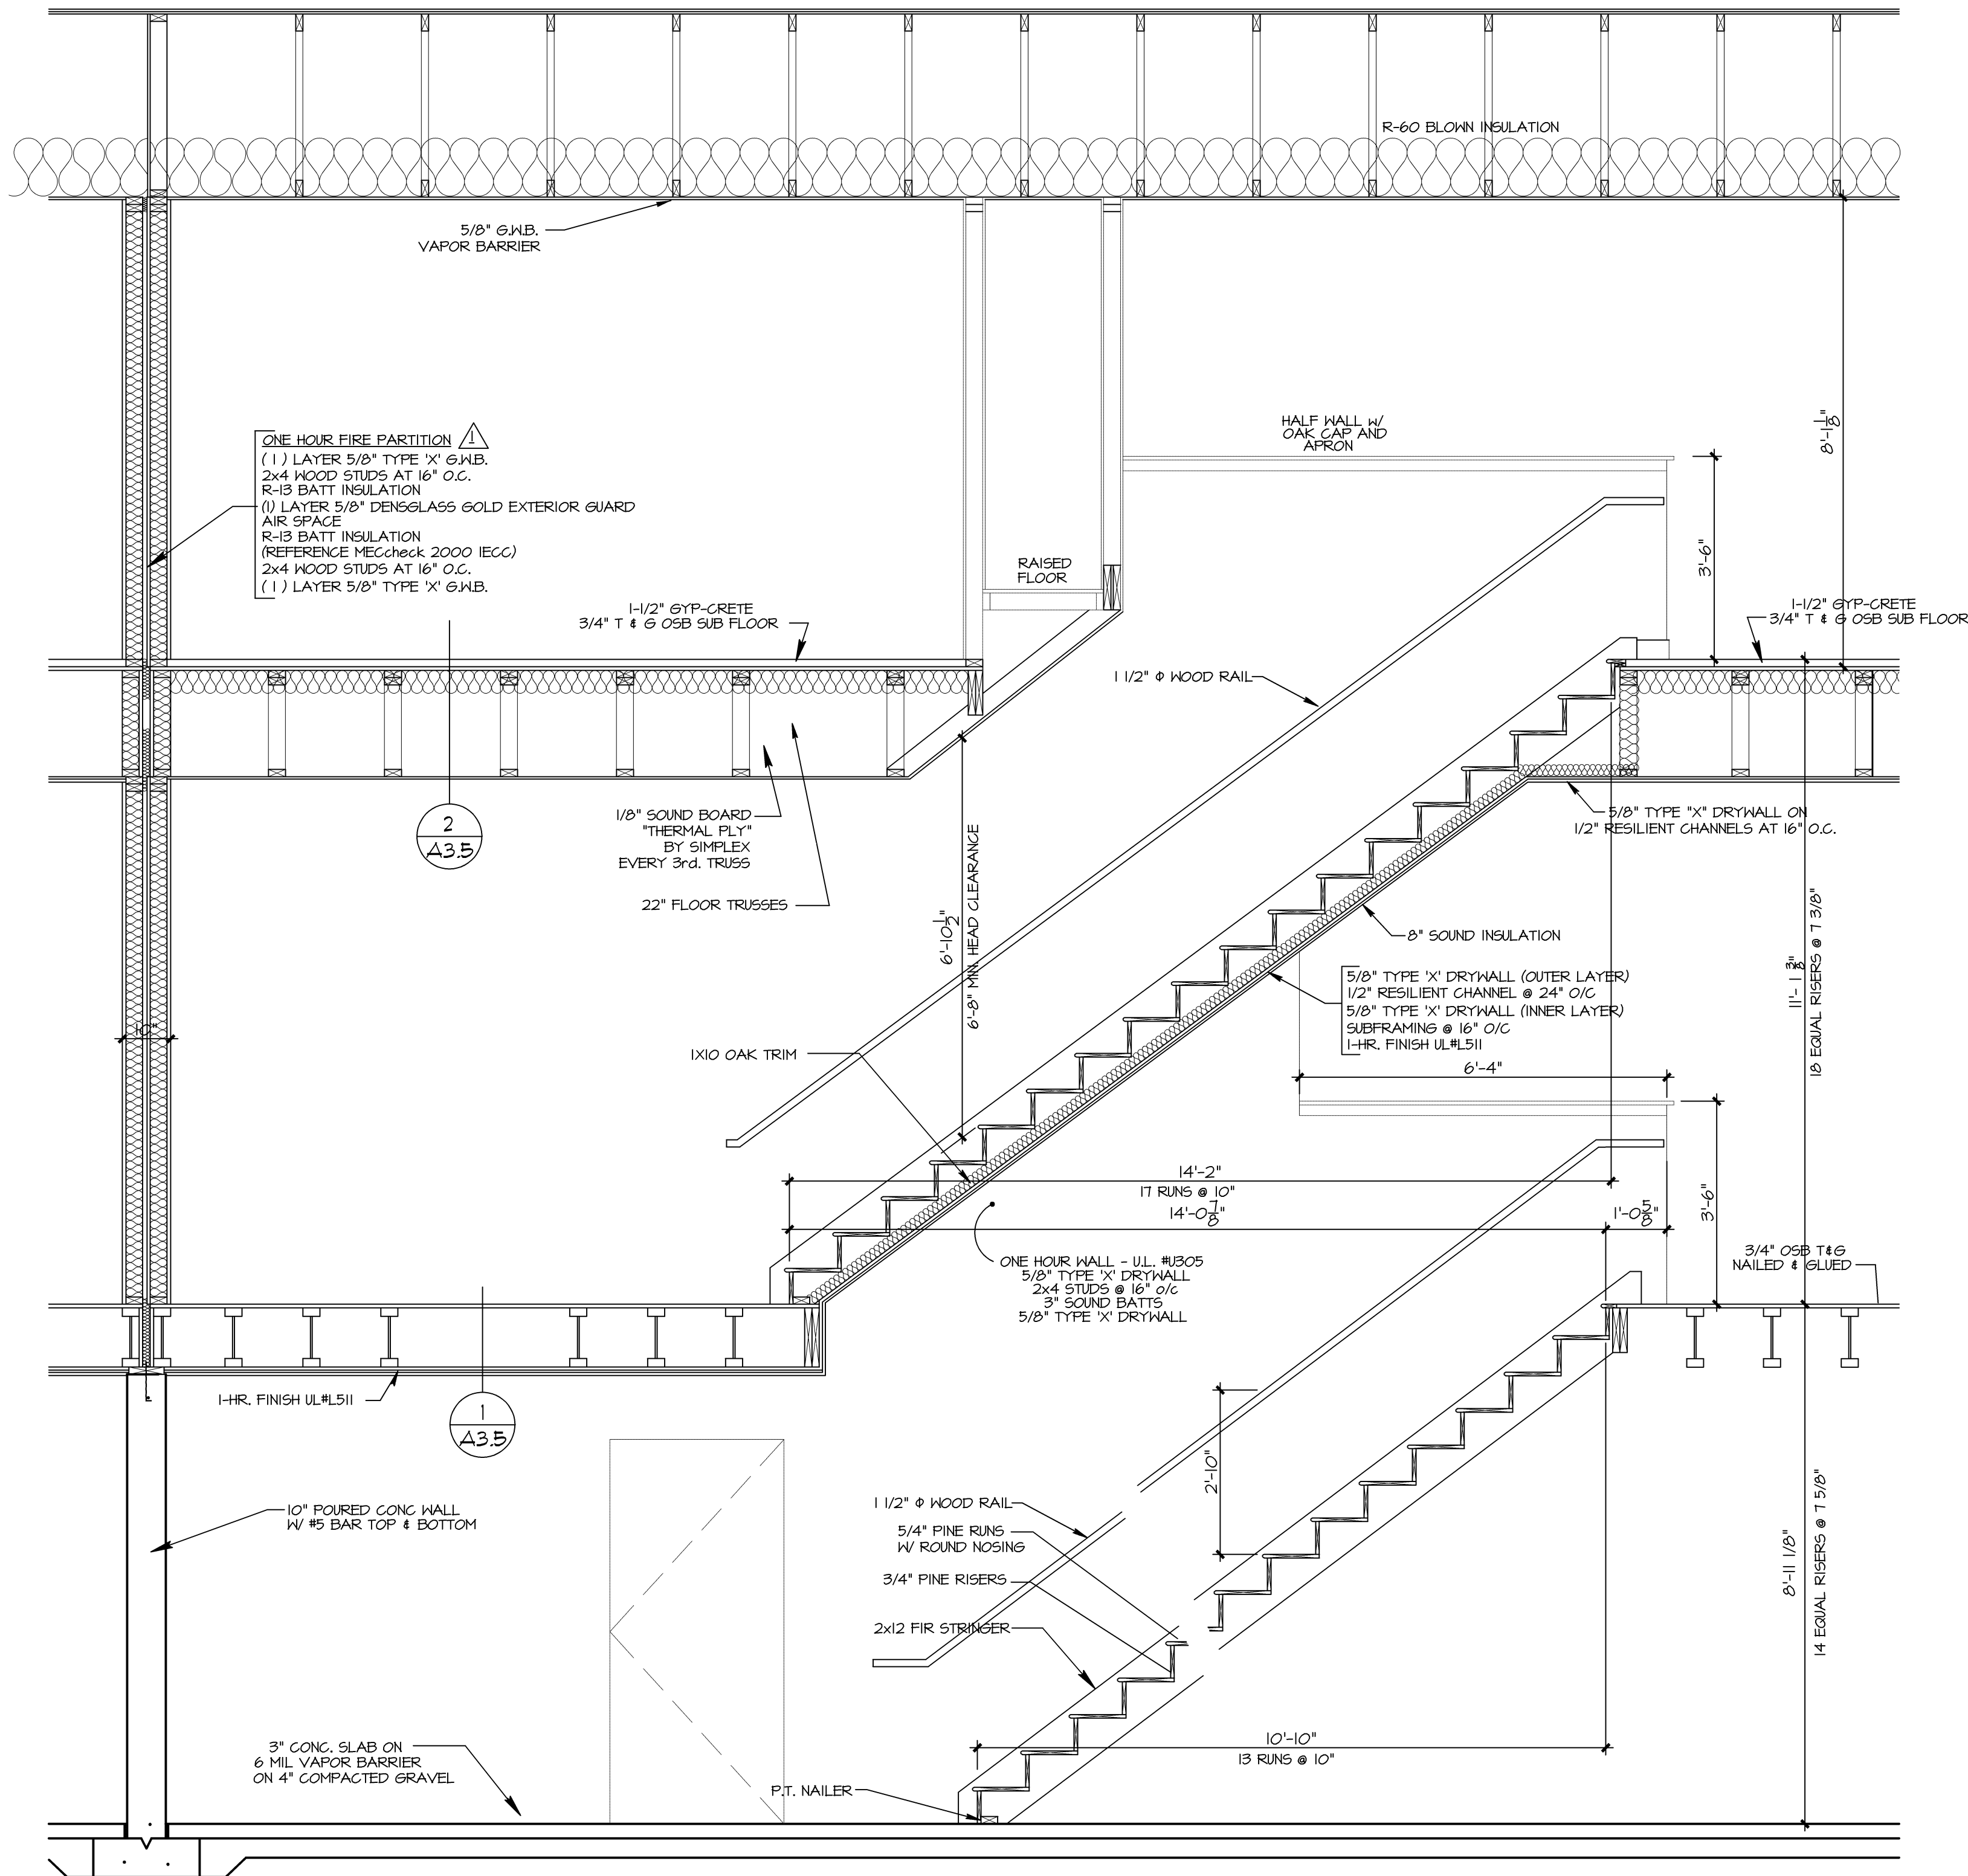 R-60 BLOWN INSULATION
5/8" G.W.B.
VAPOR BARRIER
HALF WALL W/
OAK CAP AND
APRON
8'-1 1/8"
ONE HOUR FIRE PARTITION 1
( 1 ) LAYER 5/8" TYPE 'X' G.W.B.
2x4 WOOD STUDS AT 16" O.C.
R-13 BATT INSULATION
(1) LAYER 5/8" DENSGLASS GOLD EXTERIOR GUARD
AIR SPACE
R-13 BATT INSULATION
(REFERENCE MECcheck 2000 IECC)
2x4 WOOD STUDS AT 16" O.C.
( 1 ) LAYER 5/8" TYPE 'X' G.W.B.
RAISED
FLOOR
3'-6"
1-1/2" GYP-CRETE
3/4" T & G OSB SUB FLOOR
1-1/2" GYP-CRETE
3/4" T & G OSB SUB FLOOR
1 1/2" Φ WOOD RAIL
2
A3.5
1/8" SOUND BOARD
"THERMAL PLY"
BY SIMPLEX
EVERY 3rd. TRUSS
22" FLOOR TRUSSES
5/8" TYPE "X" DRYWALL ON
1/2" RESILIENT CHANNELS AT 16" O.C.
6'-10 1/2"
6'-8" MIN. HEAD CLEARANCE
8" SOUND INSULATION
5/8" TYPE 'X' DRYWALL (OUTER LAYER)
1/2" RESILIENT CHANNEL @ 24" O/C
5/8" TYPE 'X' DRYWALL (INNER LAYER)
SUBFRAMING @ 16" O/C
1-HR. FINISH UL#L511
11'- 1 3/8"
18 EQUAL RISERS @ 7 3/8"
10"
1X10 OAK TRIM
6'-4"
14'-2"
17 RUNS @ 10"
14'-0 7/8"
1'-0 5/8"
3'-6"
ONE HOUR WALL - U.L. #U305
5/8" TYPE 'X' DRYWALL
2x4 STUDS @ 16" o/c
3" SOUND BATTS
5/8" TYPE 'X' DRYWALL
3/4" OSB T&G
NAILED & GLUED
1-HR. FINISH UL#L511
1
A3.5
2'-10"
10" POURED CONC WALL
W/ #5 BAR TOP & BOTTOM
1 1/2" Φ WOOD RAIL
5/4" PINE RUNS
W/ ROUND NOSING
3/4" PINE RISERS
2x12 FIR STRINGER
8'-11 1/8"
14 EQUAL RISERS @ 7 5/8"
10'-10"
13 RUNS @ 10"
3" CONC. SLAB ON
6 MIL VAPOR BARRIER
ON 4" COMPACTED GRAVEL
P.T. NAILER